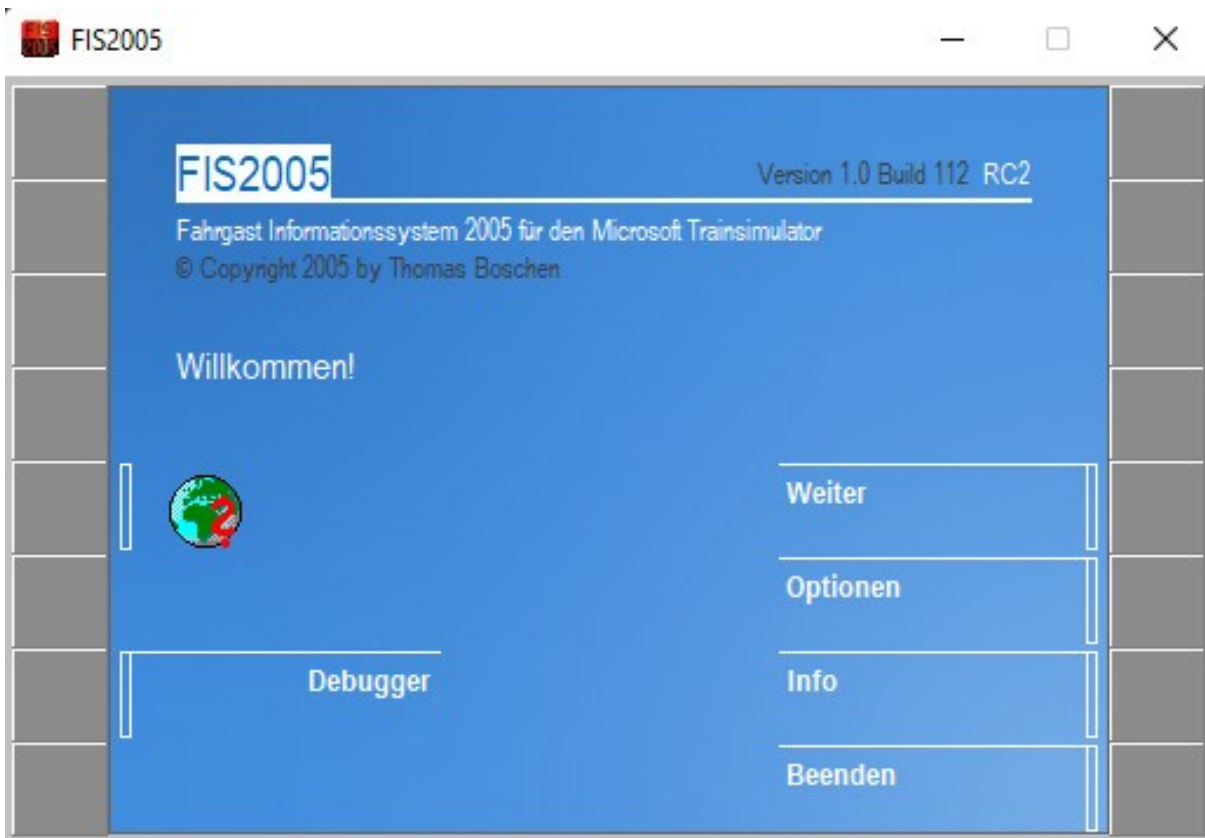 FIS2005
FIS2005
Version 1.0 Build 112 RC2
Fahrgast Informationssystem 2005 für den Microsoft Trainsimulator
© Copyright 2005 by Thomas Boschen
Willkommen!
Weiter
Optionen
Debugger
Info
Beenden